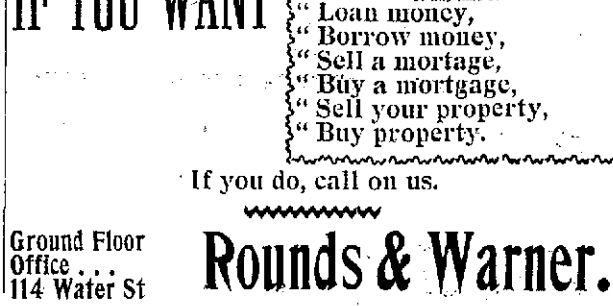 IF YOU WANT
“ Loan money,
“ Borrow money,
“ Sell a mortage,
“ Buy a mortgage,
“ Sell your property,
“ Buy property.
If you do, call on us.
Ground Floor
Office . . .
114 Water St
Rounds & Warner.